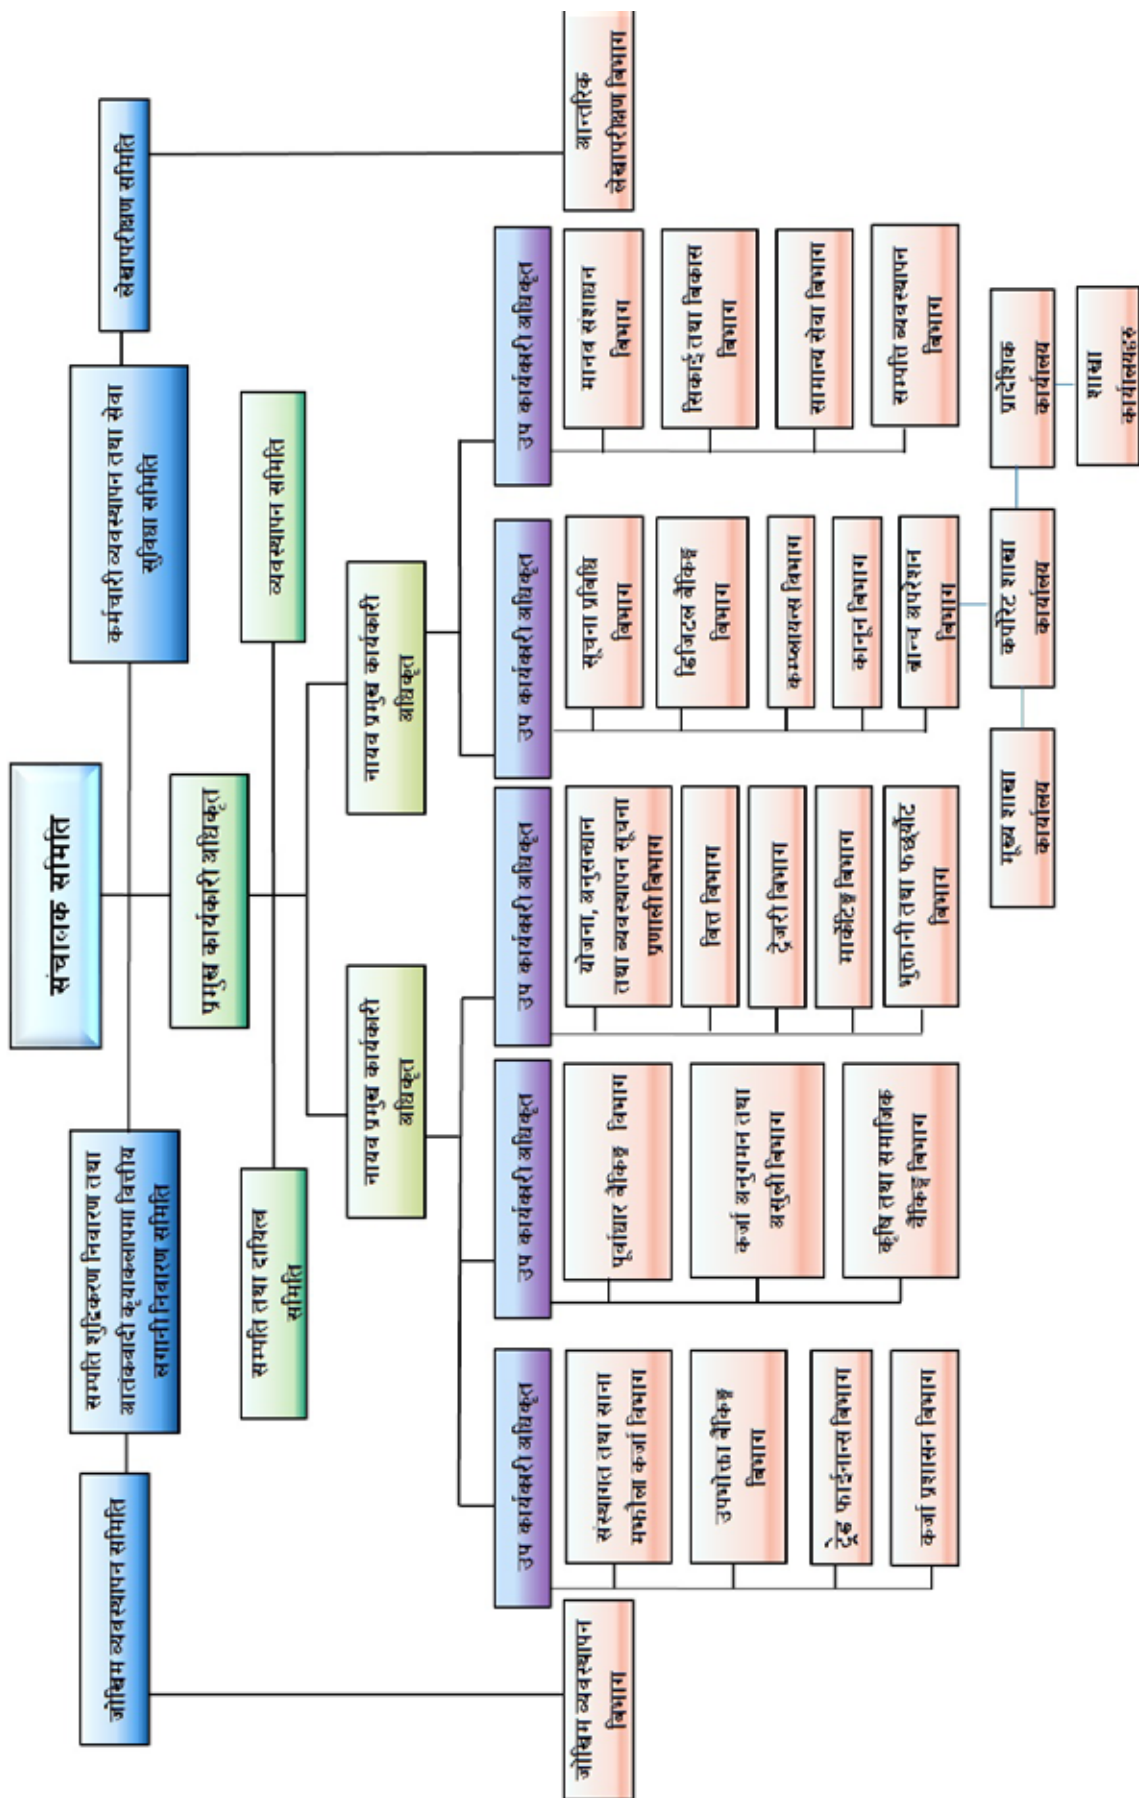 संचालक समिति
जोखिम व्यवस्थापन समिति
सम्पत्ति शुद्धिकरण निवारण तथा
आतंकवादी क्रृयाकलापमा वित्तीय
लगानी निवारण समिति
कर्मचारी व्यवस्थापन तथा सेवा
सुविधा समिति
लेखापरीक्षण समिति
प्रमुख कार्यकारी अधिकृत
सम्पत्ति तथा दायित्व
समिति
व्यवस्थापन समिति
नायव प्रमुख कार्यकारी
अधिकृत
नायव प्रमुख कार्यकारी
अधिकृत
उप कार्यकारी अधिकृत
उप कार्यकारी अधिकृत
उप कार्यकारी अधिकृत
उप कार्यकारी अधिकृत
उप कार्यकारी अधिकृत
जोखिम व्यवस्थापन
विभाग
संस्थागत तथा साना
मझौला कर्जा विभाग
उपभोक्ता बैंकिङ्ग
विभाग
ट्रेड फाईनान्स विभाग
कर्जा प्रशासन विभाग
पूर्वाधार बैंकिङ्ग विभाग
कर्जा अनुगमन तथा
असुली विभाग
कृषि तथा सामाजिक
बैंकिङ्ग विभाग
योजना, अनुसन्धान
तथा व्यवस्थापन सूचना
प्रणाली विभाग
वित्त विभाग
ट्रेजरी विभाग
मार्केटिङ्ग विभाग
भुक्तानी तथा फर्छ्यौट
विभाग
सूचना प्रविधि
विभाग
डिजिटल बैंकिङ्ग
विभाग
कम्प्लायन्स विभाग
कानून विभाग
ब्रान्च अपरेशन
विभाग
मानव संशाधन
विभाग
सिकाई तथा विकास
विभाग
सामान्य सेवा विभाग
सम्पत्ति व्यवस्थापन
विभाग
आन्तरिक
लेखापरीक्षण विभाग
मुख्य शाखा
कार्यालय
कर्पोरेट शाखा
कार्यालय
प्रादेशिक
कार्यालय
शाखा
कार्यालयहरु